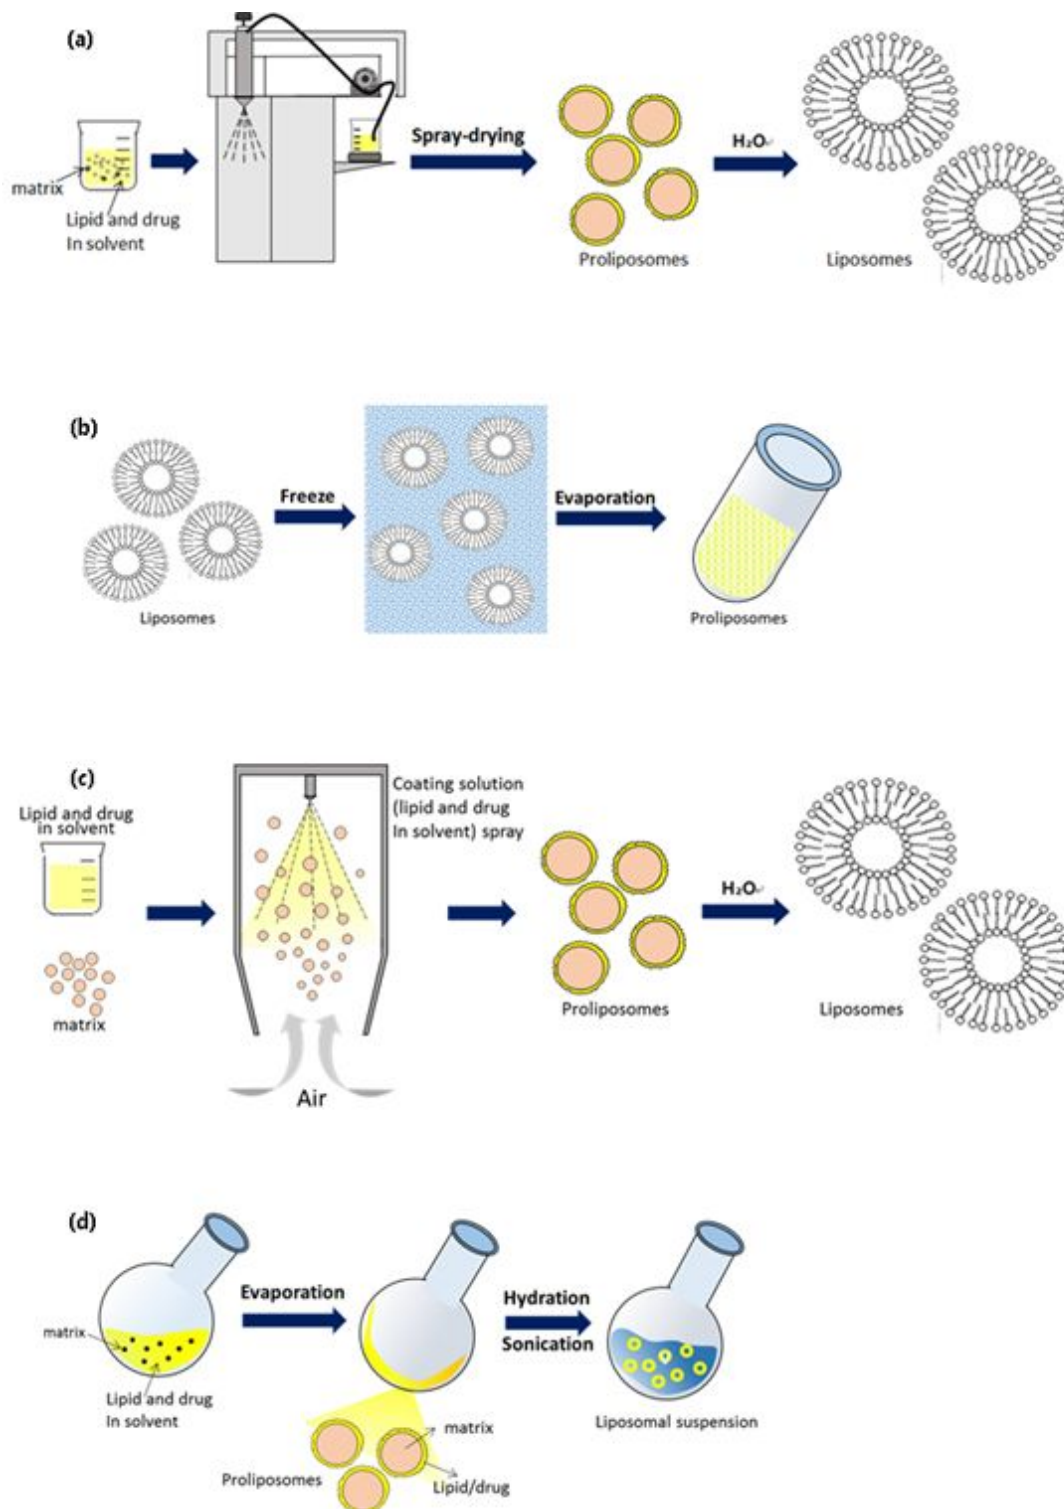 (a)
matrix
Lipid and drug
In solvent
Spray-drying
Proliposomes
H₂O↵
Liposomes
(b)
Liposomes
Freeze
Evaporation
Proliposomes
(c)
Lipid and drug
in solvent
matrix
Coating solution
(lipid and drug
In solvent) spray
Air
Proliposomes
H₂O↵
Liposomes
(d)
matrix
Lipid and drug
In solvent
Evaporation
Proliposomes
matrix
Lipid/drug
Hydration
Sonication
Liposomal suspension